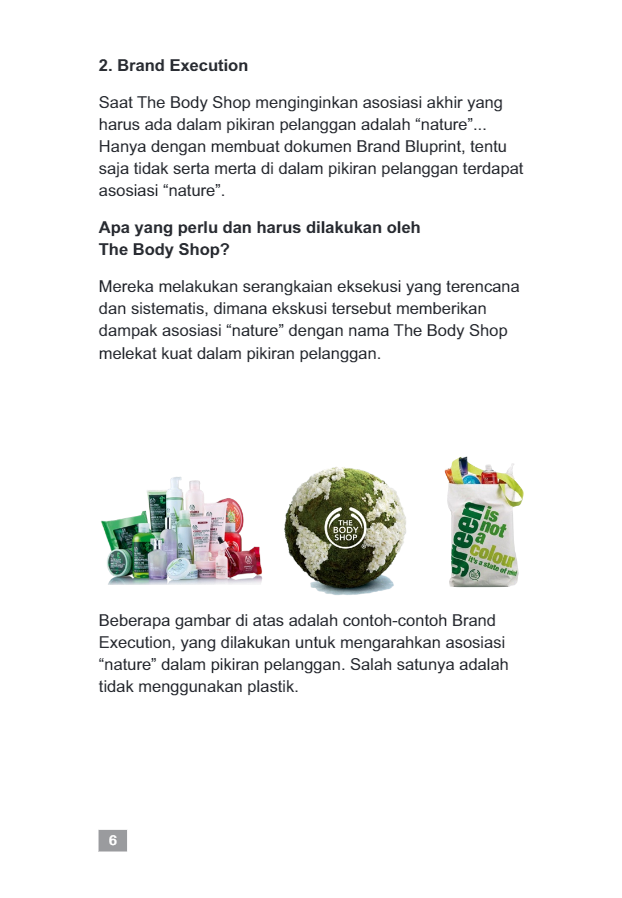 2. Brand Execution
Saat The Body Shop menginginkan asosiasi akhir yang
harus ada dalam pikiran pelanggan adalah “nature”...
Hanya dengan membuat dokumen Brand Bluprint, tentu
saja tidak serta merta di dalam pikiran pelanggan terdapat
asosiasi “nature”.
Apa yang perlu dan harus dilakukan oleh
The Body Shop?
Mereka melakukan serangkaian eksekusi yang terencana
dan sistematis, dimana ekskusi tersebut memberikan
dampak asosiasi “nature” dengan nama The Body Shop
melekat kuat dalam pikiran pelanggan.
THE
BODY
SHOP
green is
not
a
colour
it's a state of mind
Beberapa gambar di atas adalah contoh-contoh Brand
Execution, yang dilakukan untuk mengarahkan asosiasi
“nature” dalam pikiran pelanggan. Salah satunya adalah
tidak menggunakan plastik.
6